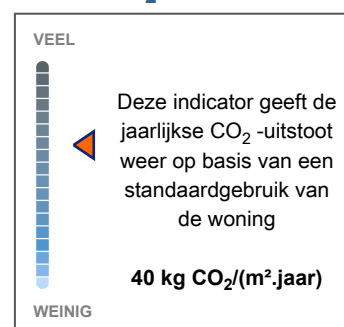 VEEL
Deze indicator geeft de
jaarlijkse CO₂ -uitstoot
weer op basis van een
standaardgebruik van
de woning
40 kg CO₂/(m².jaar)
WEINIG